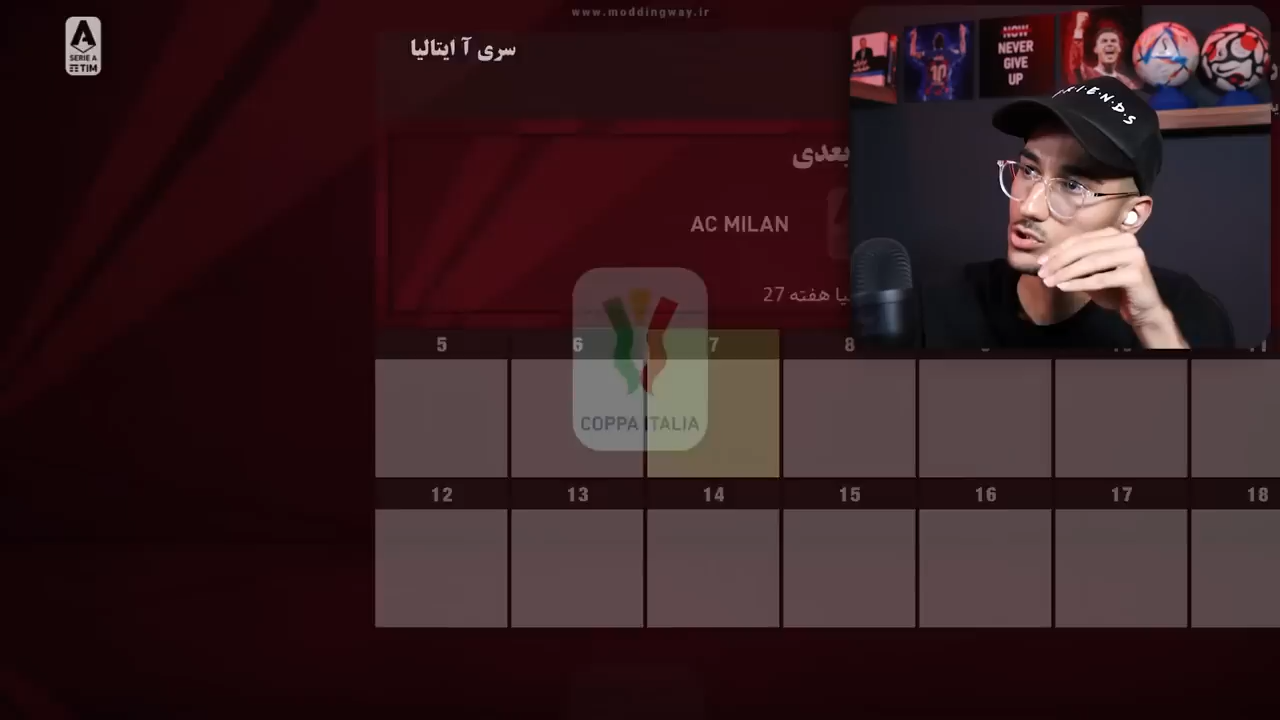 www.moddingway.ir
SERIE A
TIM
سری آ ایتالیا
NOW
NEVER
GIVE
UP
10
F.R.I.E.N.D.S
بعدی
AC MILAN
هفته 27
5 6 7 8
COPPA ITALIA
12 13 14 15 16 17 18